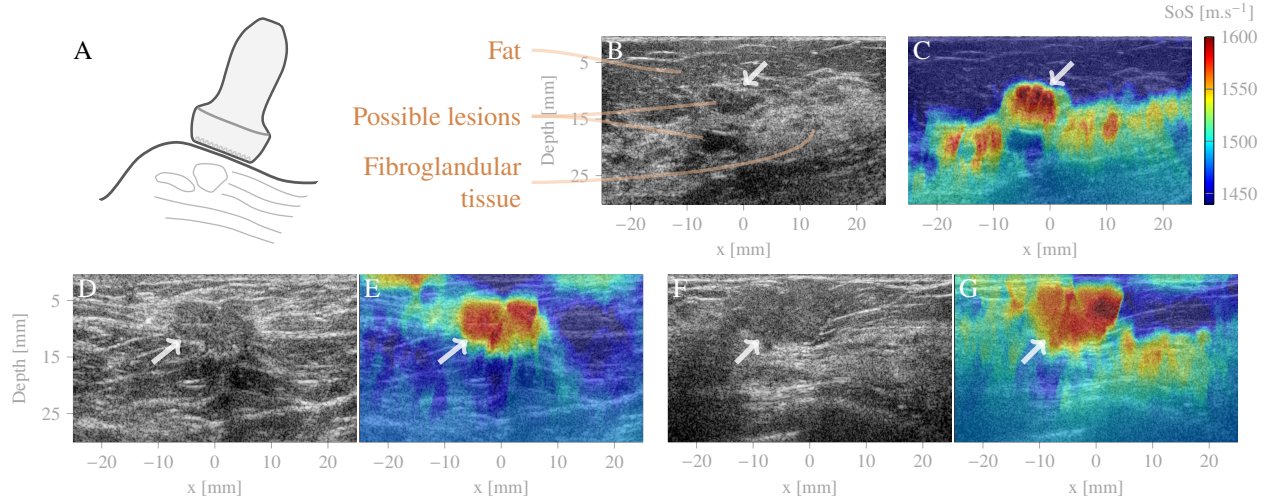 SoS [m.s⁻¹]
A
Fat
Possible lesions
Fibroglandular
tissue
B
5
15
25
Depth [mm]
−20 −10 0 10 20
x [mm]
C
−20 −10 0 10 20
x [mm]
1600
1550
1500
1450
D
5
15
25
Depth [mm]
−20 −10 0 10 20
x [mm]
E
−20 −10 0 10 20
x [mm]
F
−20 −10 0 10 20
x [mm]
G
−20 −10 0 10 20
x [mm]